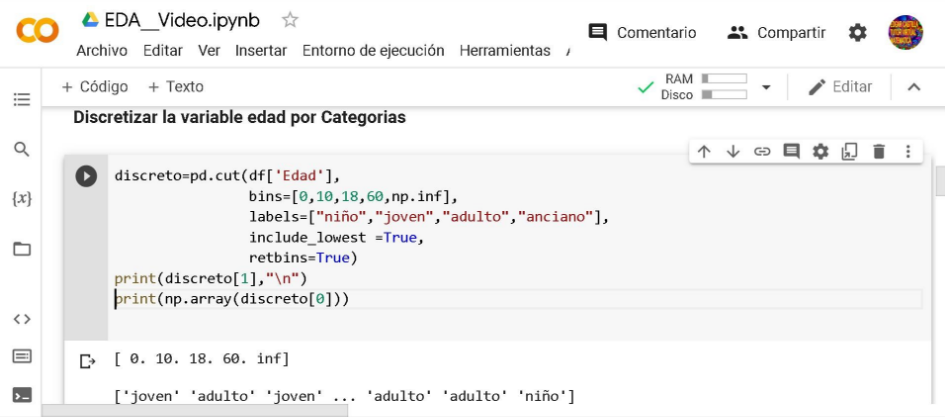 EDA__Video.ipynb
Comentario
Compartir
Archivo Editar Ver Insertar Entorno de ejecución Herramientas
+ Código + Texto
RAM
Disco
Editar
Discretizar la variable edad por Categorias
{x}
discreto=pd.cut(df['Edad'],
bins=[0,10,18,60,np.inf],
labels=["niño","joven","adulto","anciano"],
include_lowest =True,
retbins=True)
print(discreto[1],"\n")
print(np.array(discreto[0]))
[ 0. 10. 18. 60. inf]
['joven' 'adulto' 'joven' ... 'adulto' 'adulto' 'niño']